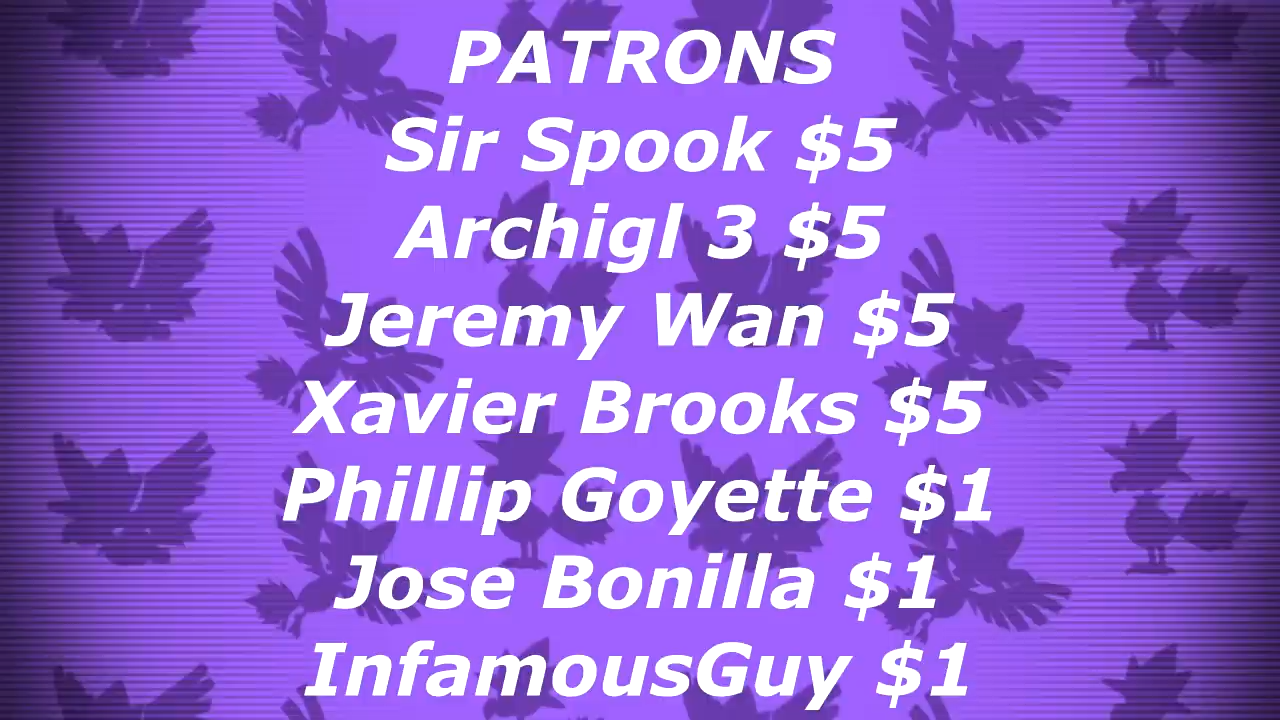 PATRONS
Sir Spook $5
Archigl 3 $5
Jeremy Wan $5
Xavier Brooks $5
Phillip Goyette $1
Jose Bonilla $1
InfamousGuy $1